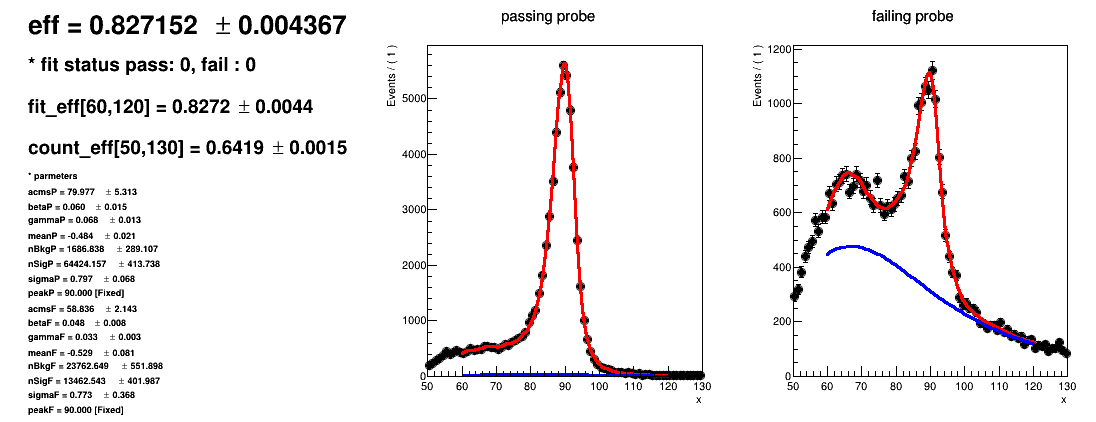 eff = 0.827152 ± 0.004367
* fit status pass: 0, fail : 0
fit_eff[60,120] = 0.8272 ± 0.0044
count_eff[50,130] = 0.6419 ± 0.0015
* parmeters
acmsP = 79.977 ± 5.313
betaP = 0.060 ± 0.015
gammaP = 0.068 ± 0.013
meanP = -0.484 ± 0.021
nBkgP = 1686.838 ± 289.107
nSigP = 64424.157 ± 413.738
sigmaP = 0.797 ± 0.068
peakP = 90.000 [Fixed]
acmsF = 58.836 ± 2.143
betaF = 0.048 ± 0.008
gammaF = 0.033 ± 0.003
meanF = -0.529 ± 0.081
nBkgF = 23762.649 ± 551.898
nSigF = 13462.543 ± 401.987
sigmaF = 0.773 ± 0.368
peakF = 90.000 [Fixed]
passing probe
Events / ( 1 )
5000
4000
3000
2000
1000
0
50 60 70 80 90 100 110 120 130
x
failing probe
Events / ( 1 )
1200
1000
800
600
400
200
0
50 60 70 80 90 100 110 120 130
x